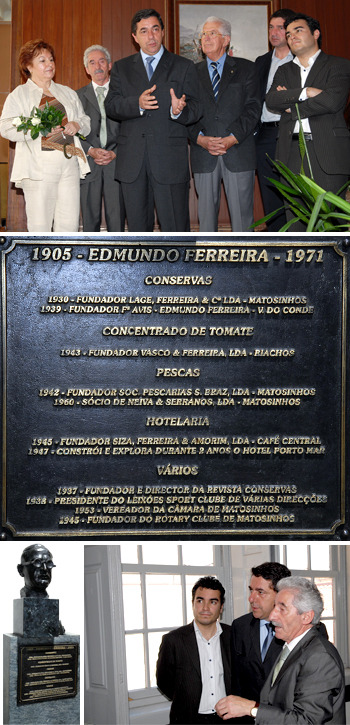 1905 - EDMUNDO FERREIRA - 1971
CONSERVAS
1930 - FUNDADOR LAGE, FERREIRA & Cª LDA - MATOSINHOS
1939 - FUNDADOR Fª AVIS - EDMUNDO FERREIRA - V. DO CONDE
CONCENTRADO DE TOMATE
1943 - FUNDADOR VASCO & FERREIRA, LDA - RIACHOS
PESCAS
1942 - FUNDADOR SOC. PESCARIAS S. BRAZ, LDA - MATOSINHOS
1960 - SÓCIO DE NEIVA & SERRANOS, LDA - MATOSINHOS
HOTELARIA
1945 - FUNDADOR SIZA, FERREIRA & AMORIM, LDA - CAFÉ CENTRAL
1947 - CONSTRÓI E EXPLORA DURANTE 2 ANOS O HOTEL PORTO MAR
VÁRIOS
1937 - FUNDADOR E DIRECTOR DA REVISTA CONSERVAS
1938 - PRESIDENTE DO LEIXÕES SPORT CLUBE DE VÁRIAS DIRECÇÕES
1953 - VEREADOR DA CÂMARA DE MATOSINHOS
1945 - FUNDADOR DO ROTARY CLUBE DE MATOSINHOS